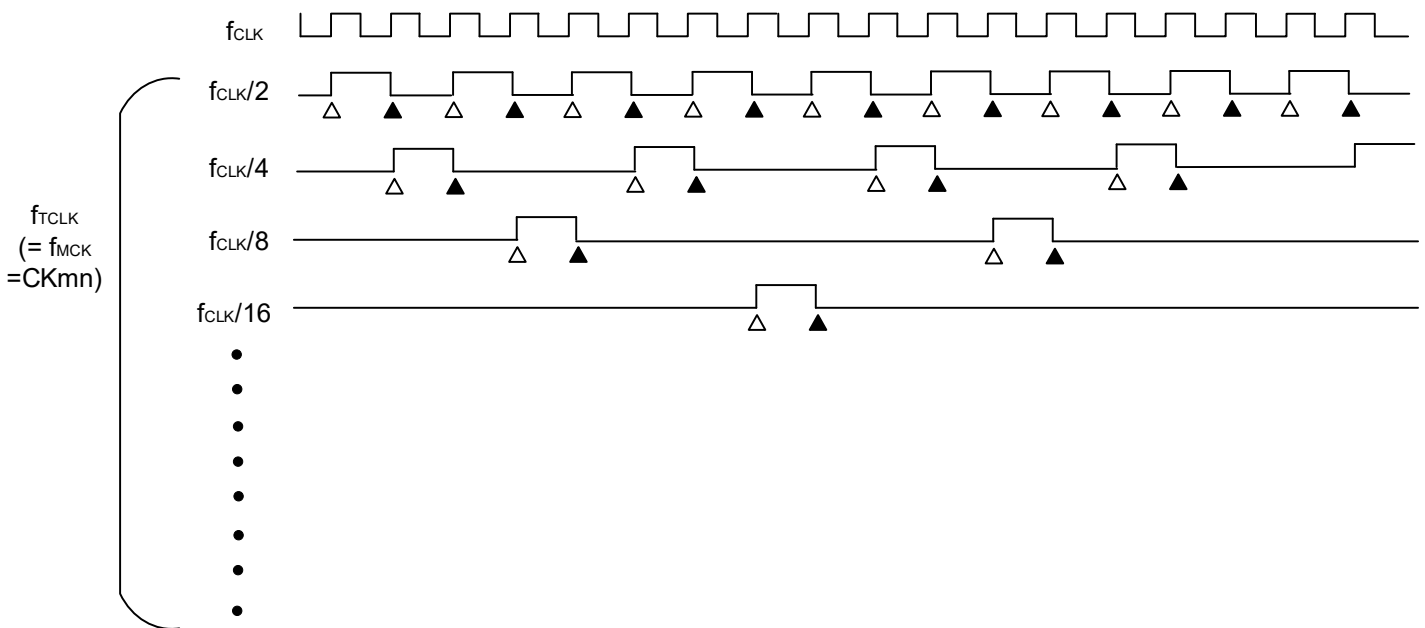 fCLK
fCLK/2
fCLK/4
fTCLK
(= fMCK
=CKmn)
fCLK/8
fCLK/16